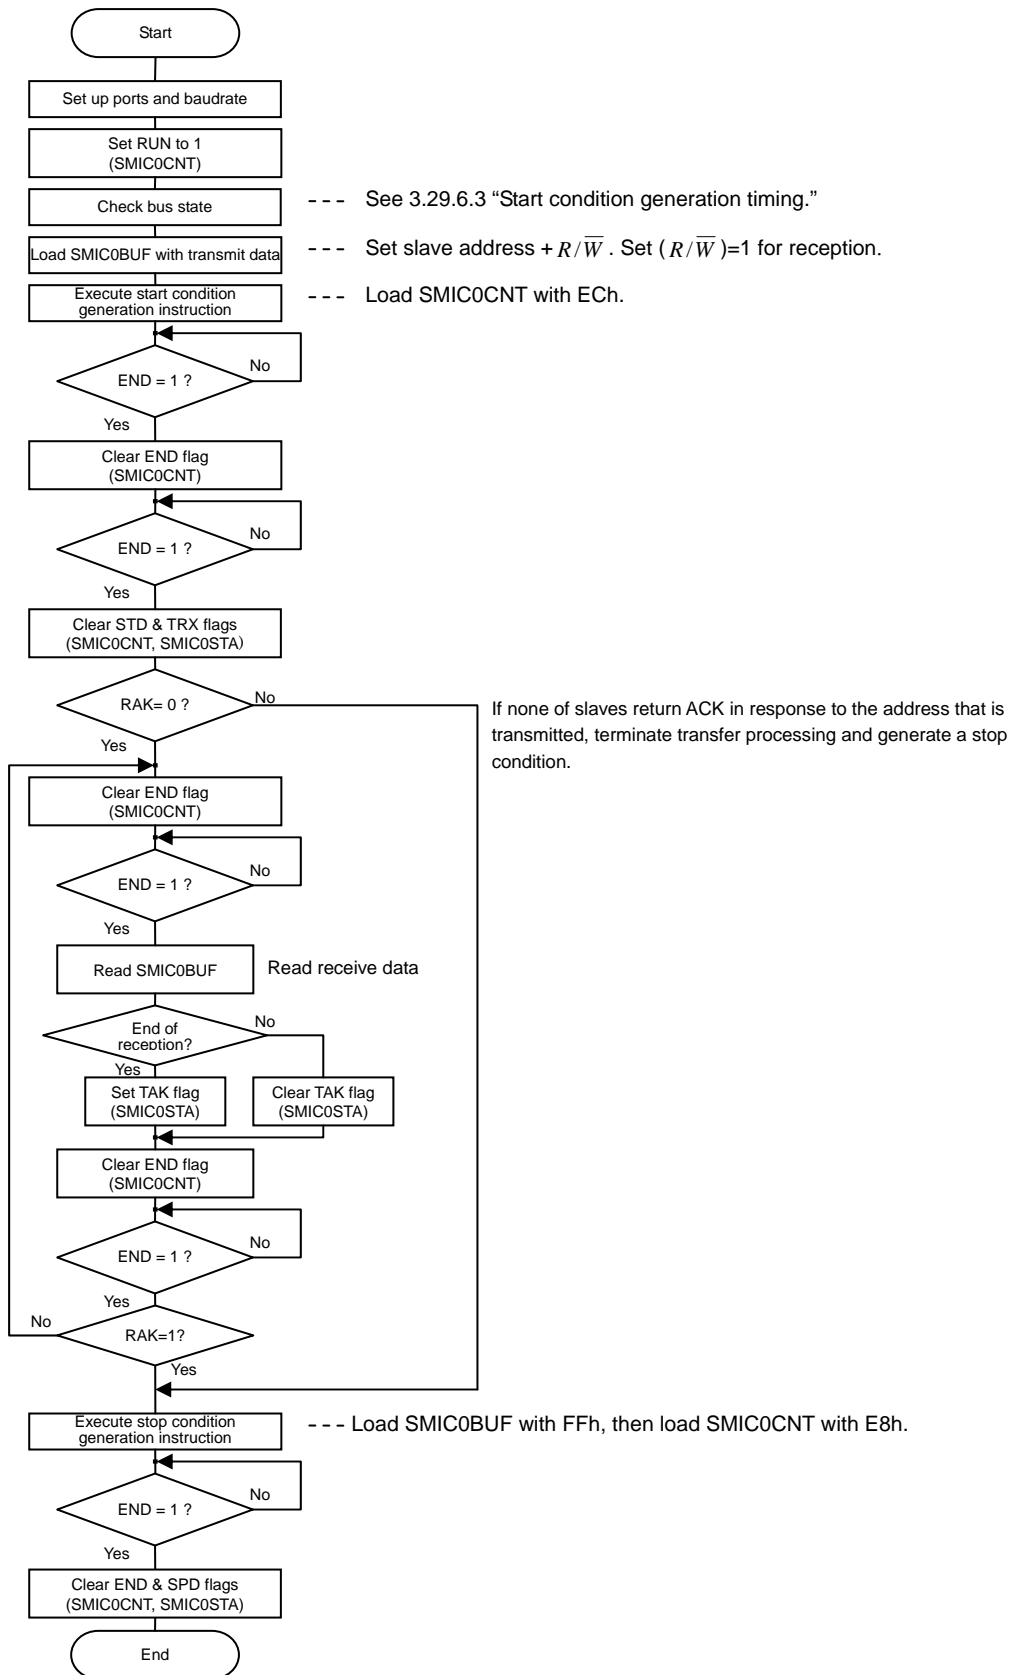 Start
Set up ports and baudrate
Set RUN to 1
(SMIC0CNT)
Check bus state
--- See 3.29.6.3 “Start condition generation timing.”
Load SMIC0BUF with transmit data
--- Set slave address + R/W̅ . Set ( R/W̅ )=1 for reception.
Execute start condition
generation instruction
--- Load SMIC0CNT with ECh.
END = 1 ?
No
Yes
Clear END flag
(SMIC0CNT)
END = 1 ?
No
Yes
Clear STD & TRX flags
(SMIC0CNT, SMIC0STA)
RAK= 0 ?
No
Yes
If none of slaves return ACK in response to the address that is
transmitted, terminate transfer processing and generate a stop
condition.
Clear END flag
(SMIC0CNT)
END = 1 ?
No
Yes
Read SMIC0BUF
Read receive data
End of
reception?
No
Yes
Set TAK flag
(SMIC0STA)
Clear TAK flag
(SMIC0STA)
Clear END flag
(SMIC0CNT)
END = 1 ?
No
Yes
RAK=1?
No
Yes
Execute stop condition
generation instruction
--- Load SMIC0BUF with FFh, then load SMIC0CNT with E8h.
END = 1 ?
No
Yes
Clear END & SPD flags
(SMIC0CNT, SMIC0STA)
End